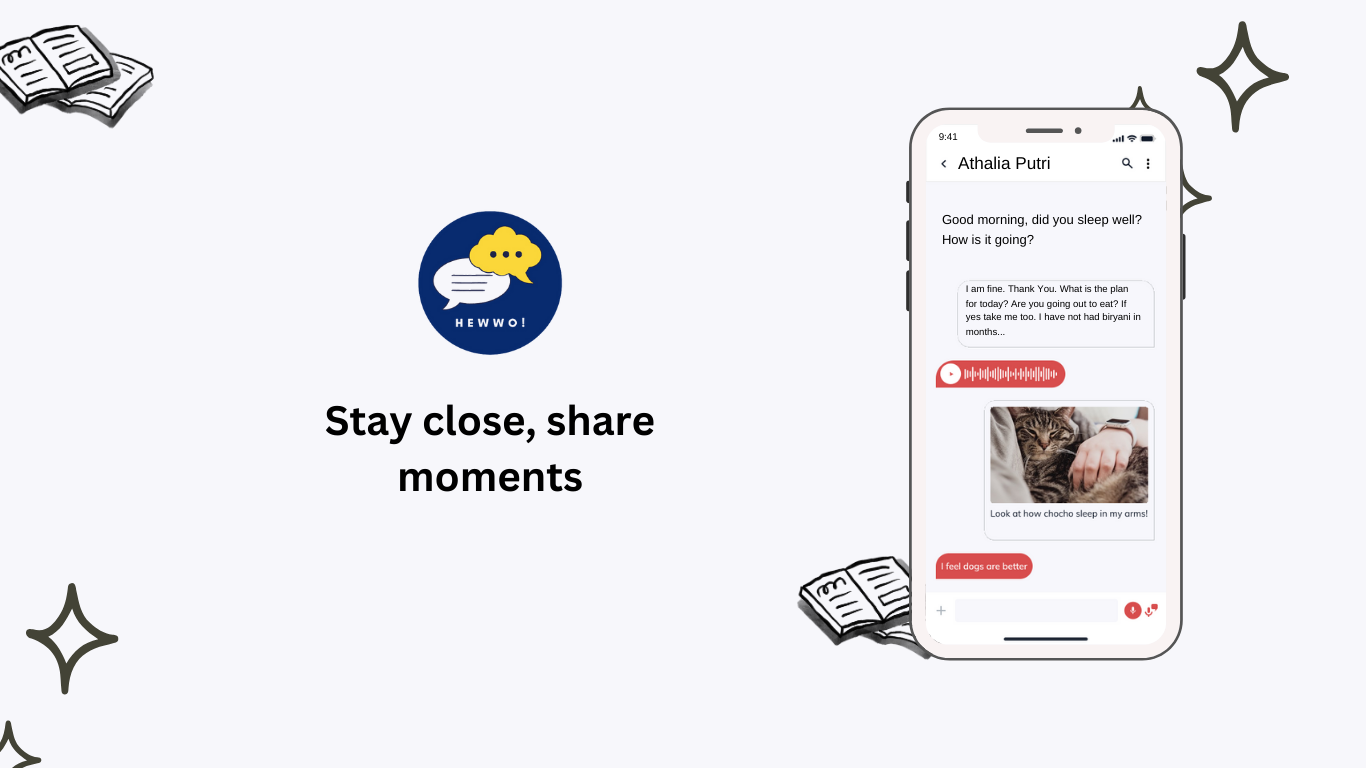 HEWWO!
Stay close, share
moments
9:41
Athalia Putri
Good morning, did you sleep well?
How is it going?
I am fine. Thank You. What is the plan
for today? Are you going out to eat? If
yes take me too. I have not had biryani in
months...
Look at how chocho sleep in my arms!
I feel dogs are better